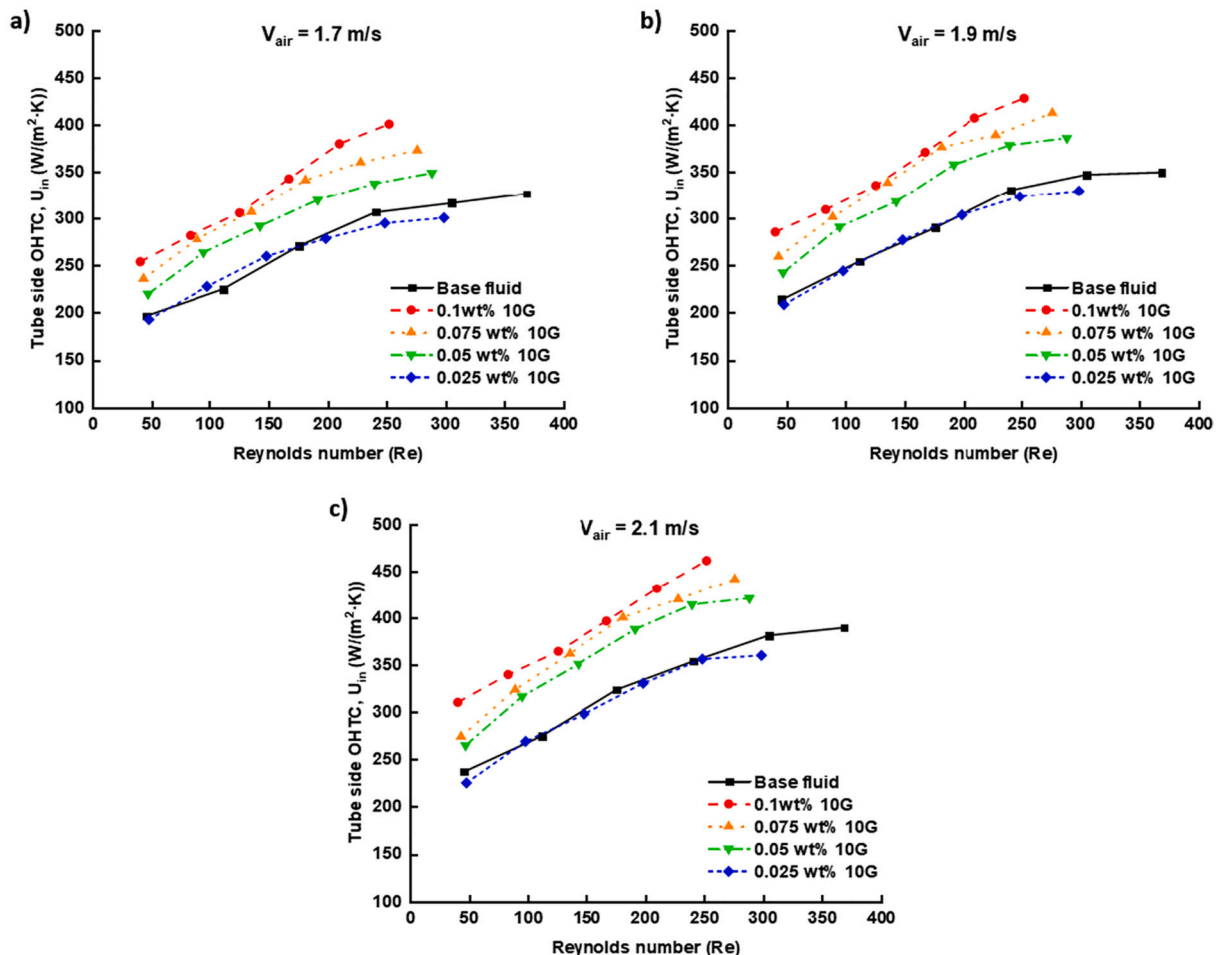 a)
V_air = 1.7 m/s
Tube side OHTC, U_in (W/(m²·K))
500
450
400
350
300
250
200
150
100
0 50 100 150 200 250 300 350 400
Reynolds number (Re)
Base fluid
0.1wt% 10G
0.075 wt% 10G
0.05 wt% 10G
0.025 wt% 10G
b)
V_air = 1.9 m/s
Tube side OHTC, U_in (W/(m²·K))
500
450
400
350
300
250
200
150
100
0 50 100 150 200 250 300 350 400
Reynolds number (Re)
Base fluid
0.1wt% 10G
0.075 wt% 10G
0.05 wt% 10G
0.025 wt% 10G
c)
V_air = 2.1 m/s
Tube side OHTC, U_in (W/(m²·K))
500
450
400
350
300
250
200
150
100
0 50 100 150 200 250 300 350 400
Reynolds number (Re)
Base fluid
0.1wt% 10G
0.075 wt% 10G
0.05 wt% 10G
0.025 wt% 10G